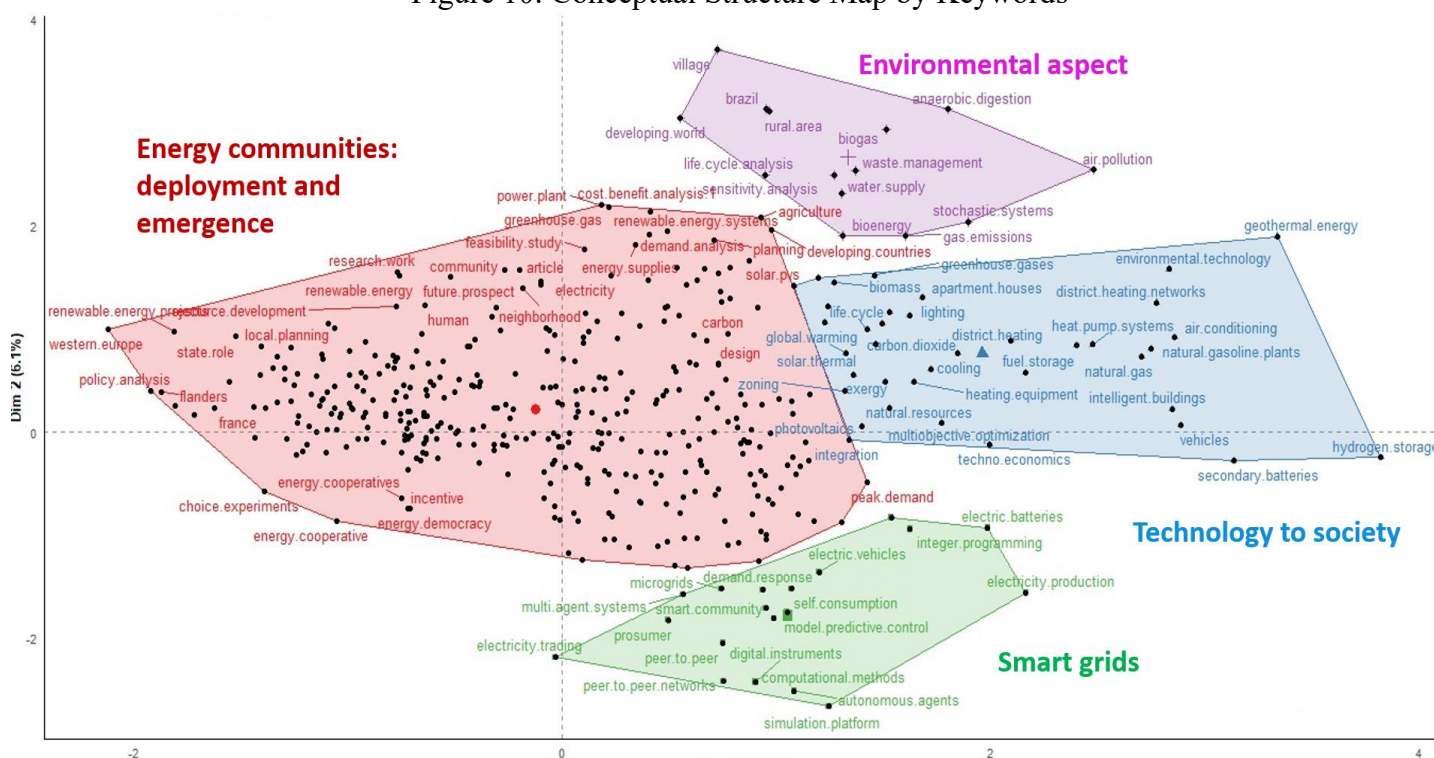 Figure 10. Conceptual Structure Map by Keywords
4
village
Environmental aspect
brazil
anaerobic.digestion
rural.area
developing.world
biogas
Energy communities:
deployment and
emergence
life.cycle.analysis
waste.management
air.pollution
sensitivity.analysis
water.supply
power.plant
cost.benefit.analysis.1
2
greenhouse.gas
renewable.energy.systems
agriculture
bioenergy
stochastic.systems
gas.emissions
geothermal.energy
feasibility.study
demand.analysis
planning
developing.countries
research.work
community
article
energy.supplies
solar.pvs
greenhouse.gases
environmental.technology
renewable.energy
future.prospect
electricity
biomass
apartment.houses
district.heating.networks
renewable.energy.projects
resource.development
human
neighborhood
carbon
life.cycle
lighting
western.europe
local.planning
global.warming
district.heating
heat.pump.systems
air.conditioning
state.role
design
solar.thermal
carbon.dioxide
fuel.storage
natural.gasoline.plants
policy.analysis
zoning
exergy
cooling
natural.gas
flanders
heating.equipment
intelligent.buildings
france
natural.resources
Dim 2 (6.1%)
0
photovoltaics
multiobjective.optimization
vehicles
integration
techno.economics
hydrogen.storage
secondary.batteries
energy.cooperatives
incentive
choice.experiments
energy.democracy
peak.demand
energy.cooperative
electric.batteries
Technology to society
integer.programming
electric.vehicles
microgrids
demand.response
electricity.production
multi.agent.systems
smart.community
self.consumption
prosumer
model.predictive.control
-2
electricity.trading
peer.to.peer
digital.instruments
Smart grids
peer.to.peer.networks
computational.methods
autonomous.agents
simulation.platform
-2
0
2
4